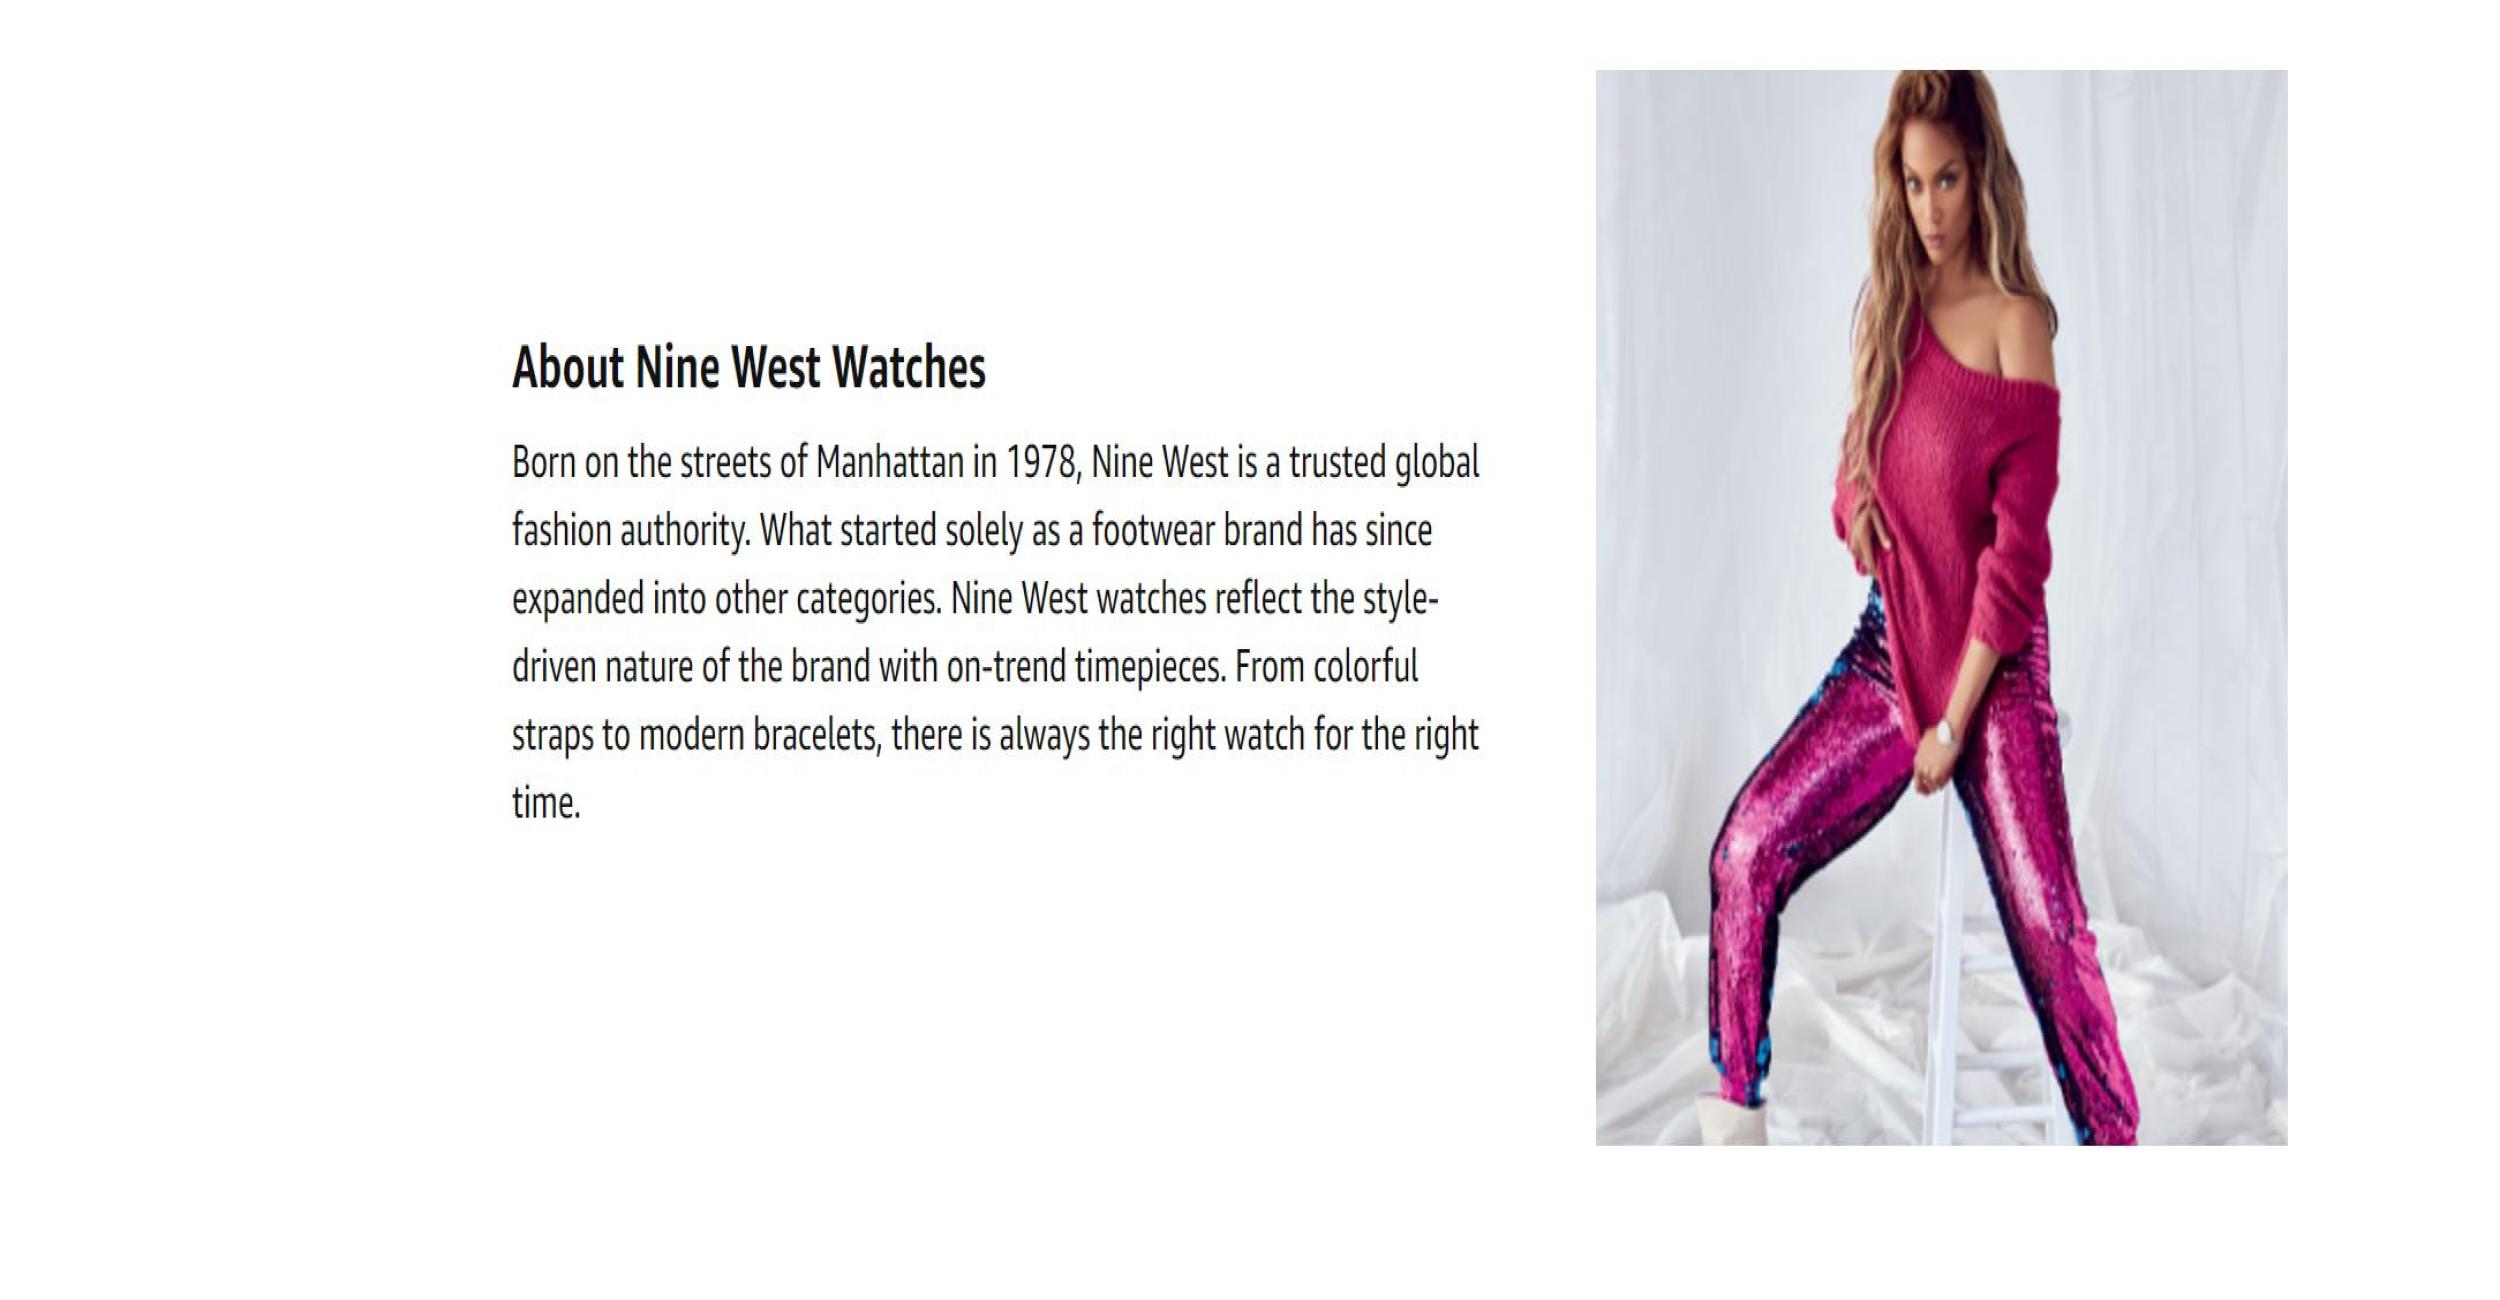 About Nine West Watches
Born on the streets of Manhattan in 1978, Nine West is a trusted global
fashion authority. What started solely as a footwear brand has since
expanded into other categories. Nine West watches reflect the style-
driven nature of the brand with on-trend timepieces. From colorful
straps to modern bracelets, there is always the right watch for the right
time.